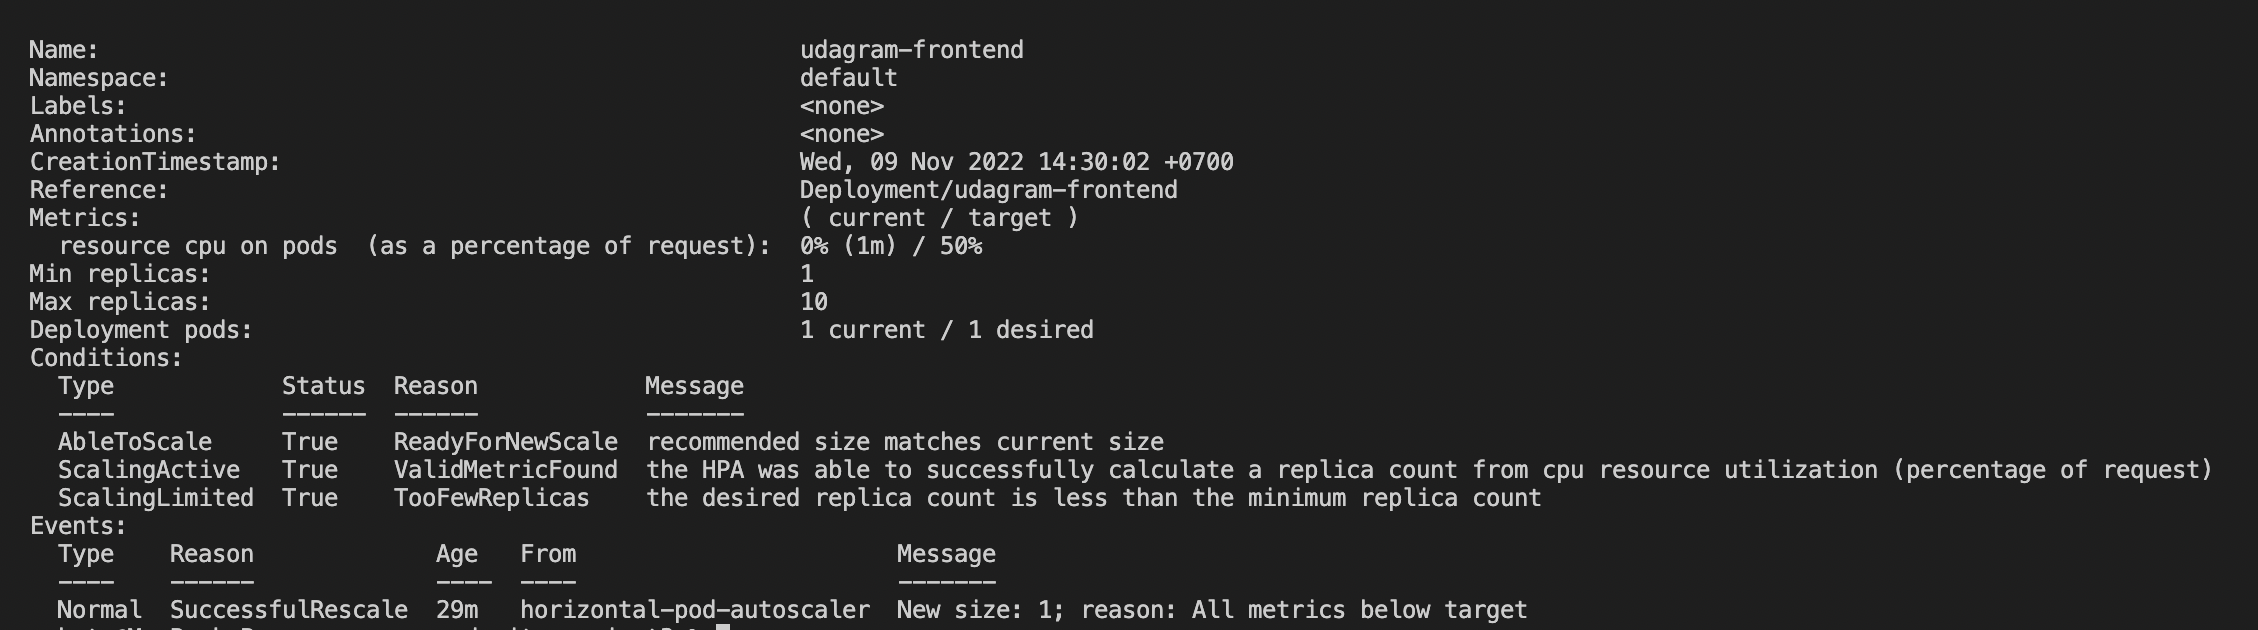 Name: udagram-frontend
Namespace: default
Labels: <none>
Annotations: <none>
CreationTimestamp: Wed, 09 Nov 2022 14:30:02 +0700
Reference: Deployment/udagram-frontend
Metrics: ( current / target )
resource cpu on pods (as a percentage of request): 0% (1m) / 50%
Min replicas: 1
Max replicas: 10
Deployment pods: 1 current / 1 desired
Conditions:
Type Status Reason Message
---- ------ ------ -------
AbleToScale True ReadyForNewScale recommended size matches current size
ScalingActive True ValidMetricFound the HPA was able to successfully calculate a replica count from cpu resource utilization (percentage of request)
ScalingLimited True TooFewReplicas the desired replica count is less than the minimum replica count
Events:
Type Reason Age From Message
---- ------ ---- ---- -------
Normal SuccessfulRescale 29m horizontal-pod-autoscaler New size: 1; reason: All metrics below target